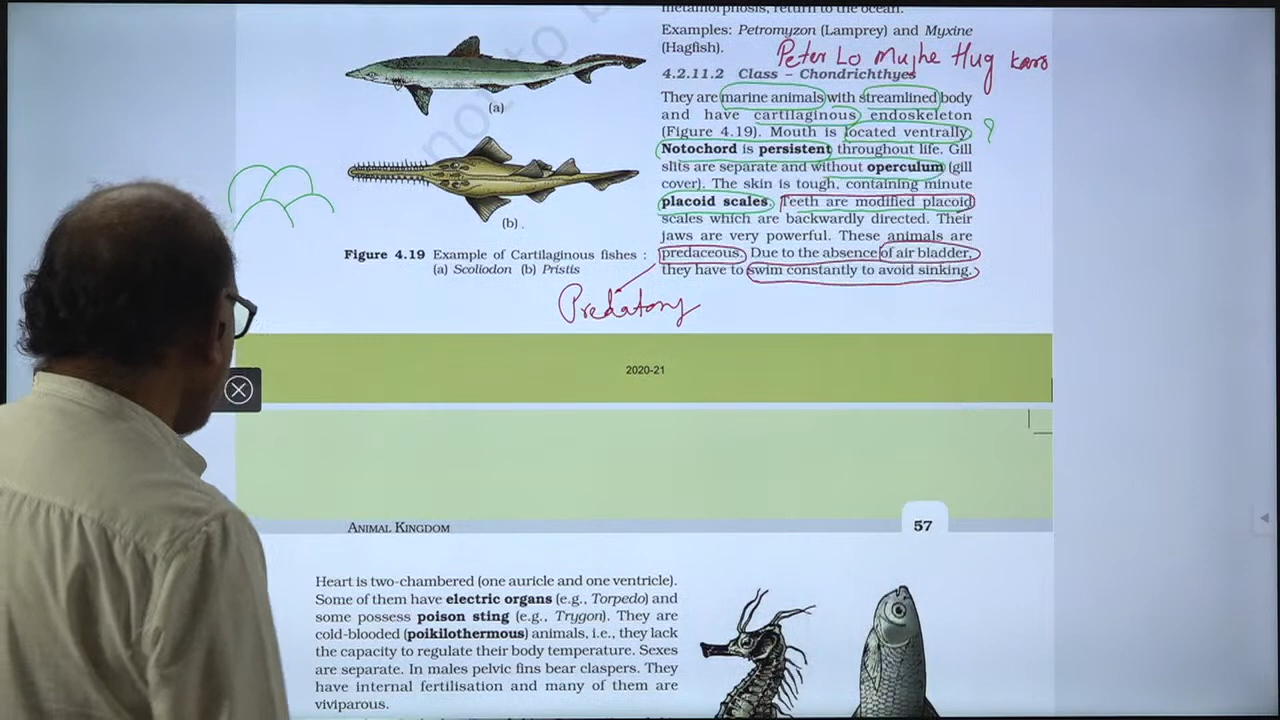 metamorphosis, return to the ocean.
Examples: Petromyzon (Lamprey) and Myxine
(Hagfish).
Peter Lo Mujhe Hug karo
4.2.11.2 Class – Chondrichthyes
They are marine animals with streamlined body
and have cartilaginous endoskeleton
(Figure 4.19). Mouth is located ventrally
Notochord is persistent throughout life. Gill
slits are separate and without operculum (gill
cover). The skin is tough, containing minute
placoid scales. Teeth are modified placoid
scales which are backwardly directed. Their
jaws are very powerful. These animals are
predaceous. Due to the absence of air bladder,
they have to swim constantly to avoid sinking.
(a)
(b) .
Figure 4.19 Example of Cartilaginous fishes :
(a) Scoliodon (b) Pristis
Predatory
2020-21
ANIMAL KINGDOM
57
Heart is two-chambered (one auricle and one ventricle).
Some of them have electric organs (e.g., Torpedo) and
some possess poison sting (e.g., Trygon). They are
cold-blooded (poikilothermous) animals, i.e., they lack
the capacity to regulate their body temperature. Sexes
are separate. In males pelvic fins bear claspers. They
have internal fertilisation and many of them are
viviparous.